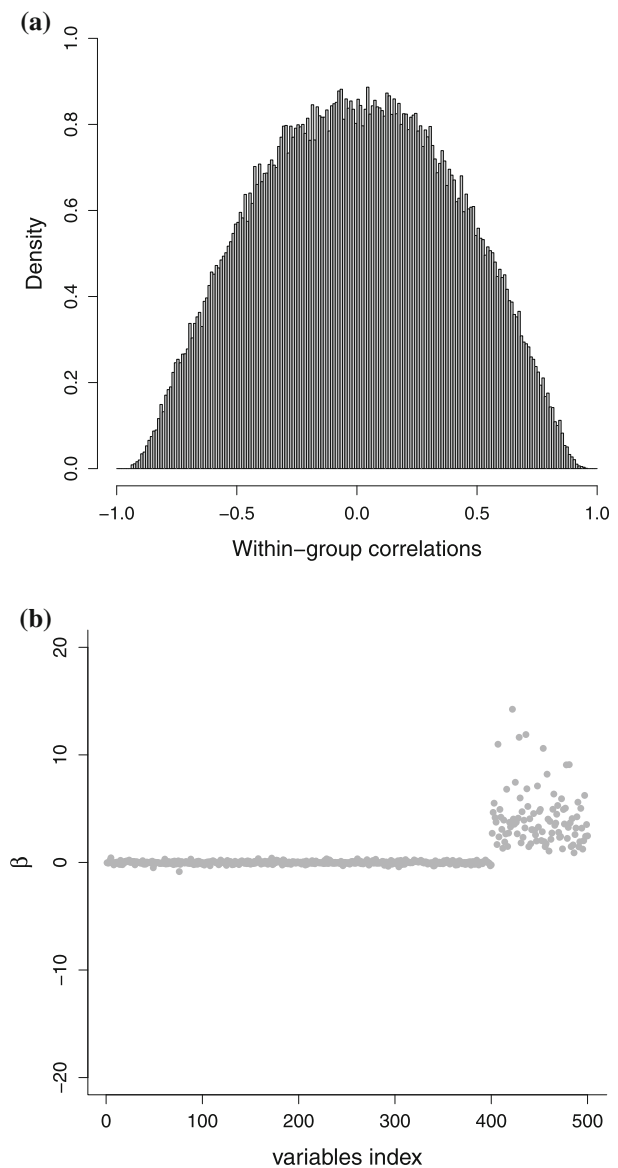 (a)
1.0
0.8
0.6
0.4
0.2
0.0
Density
−1.0 −0.5 0.0 0.5 1.0
Within−group correlations
(b)
20
10
0
−10
−20
β
0 100 200 300 400 500
variables index